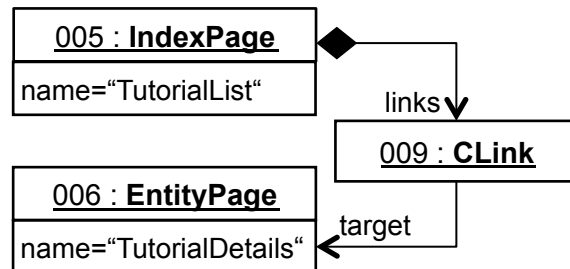 005 : IndexPage
name=“TutorialList“
links
009 : CLink
006 : EntityPage
target
name=“TutorialDetails“